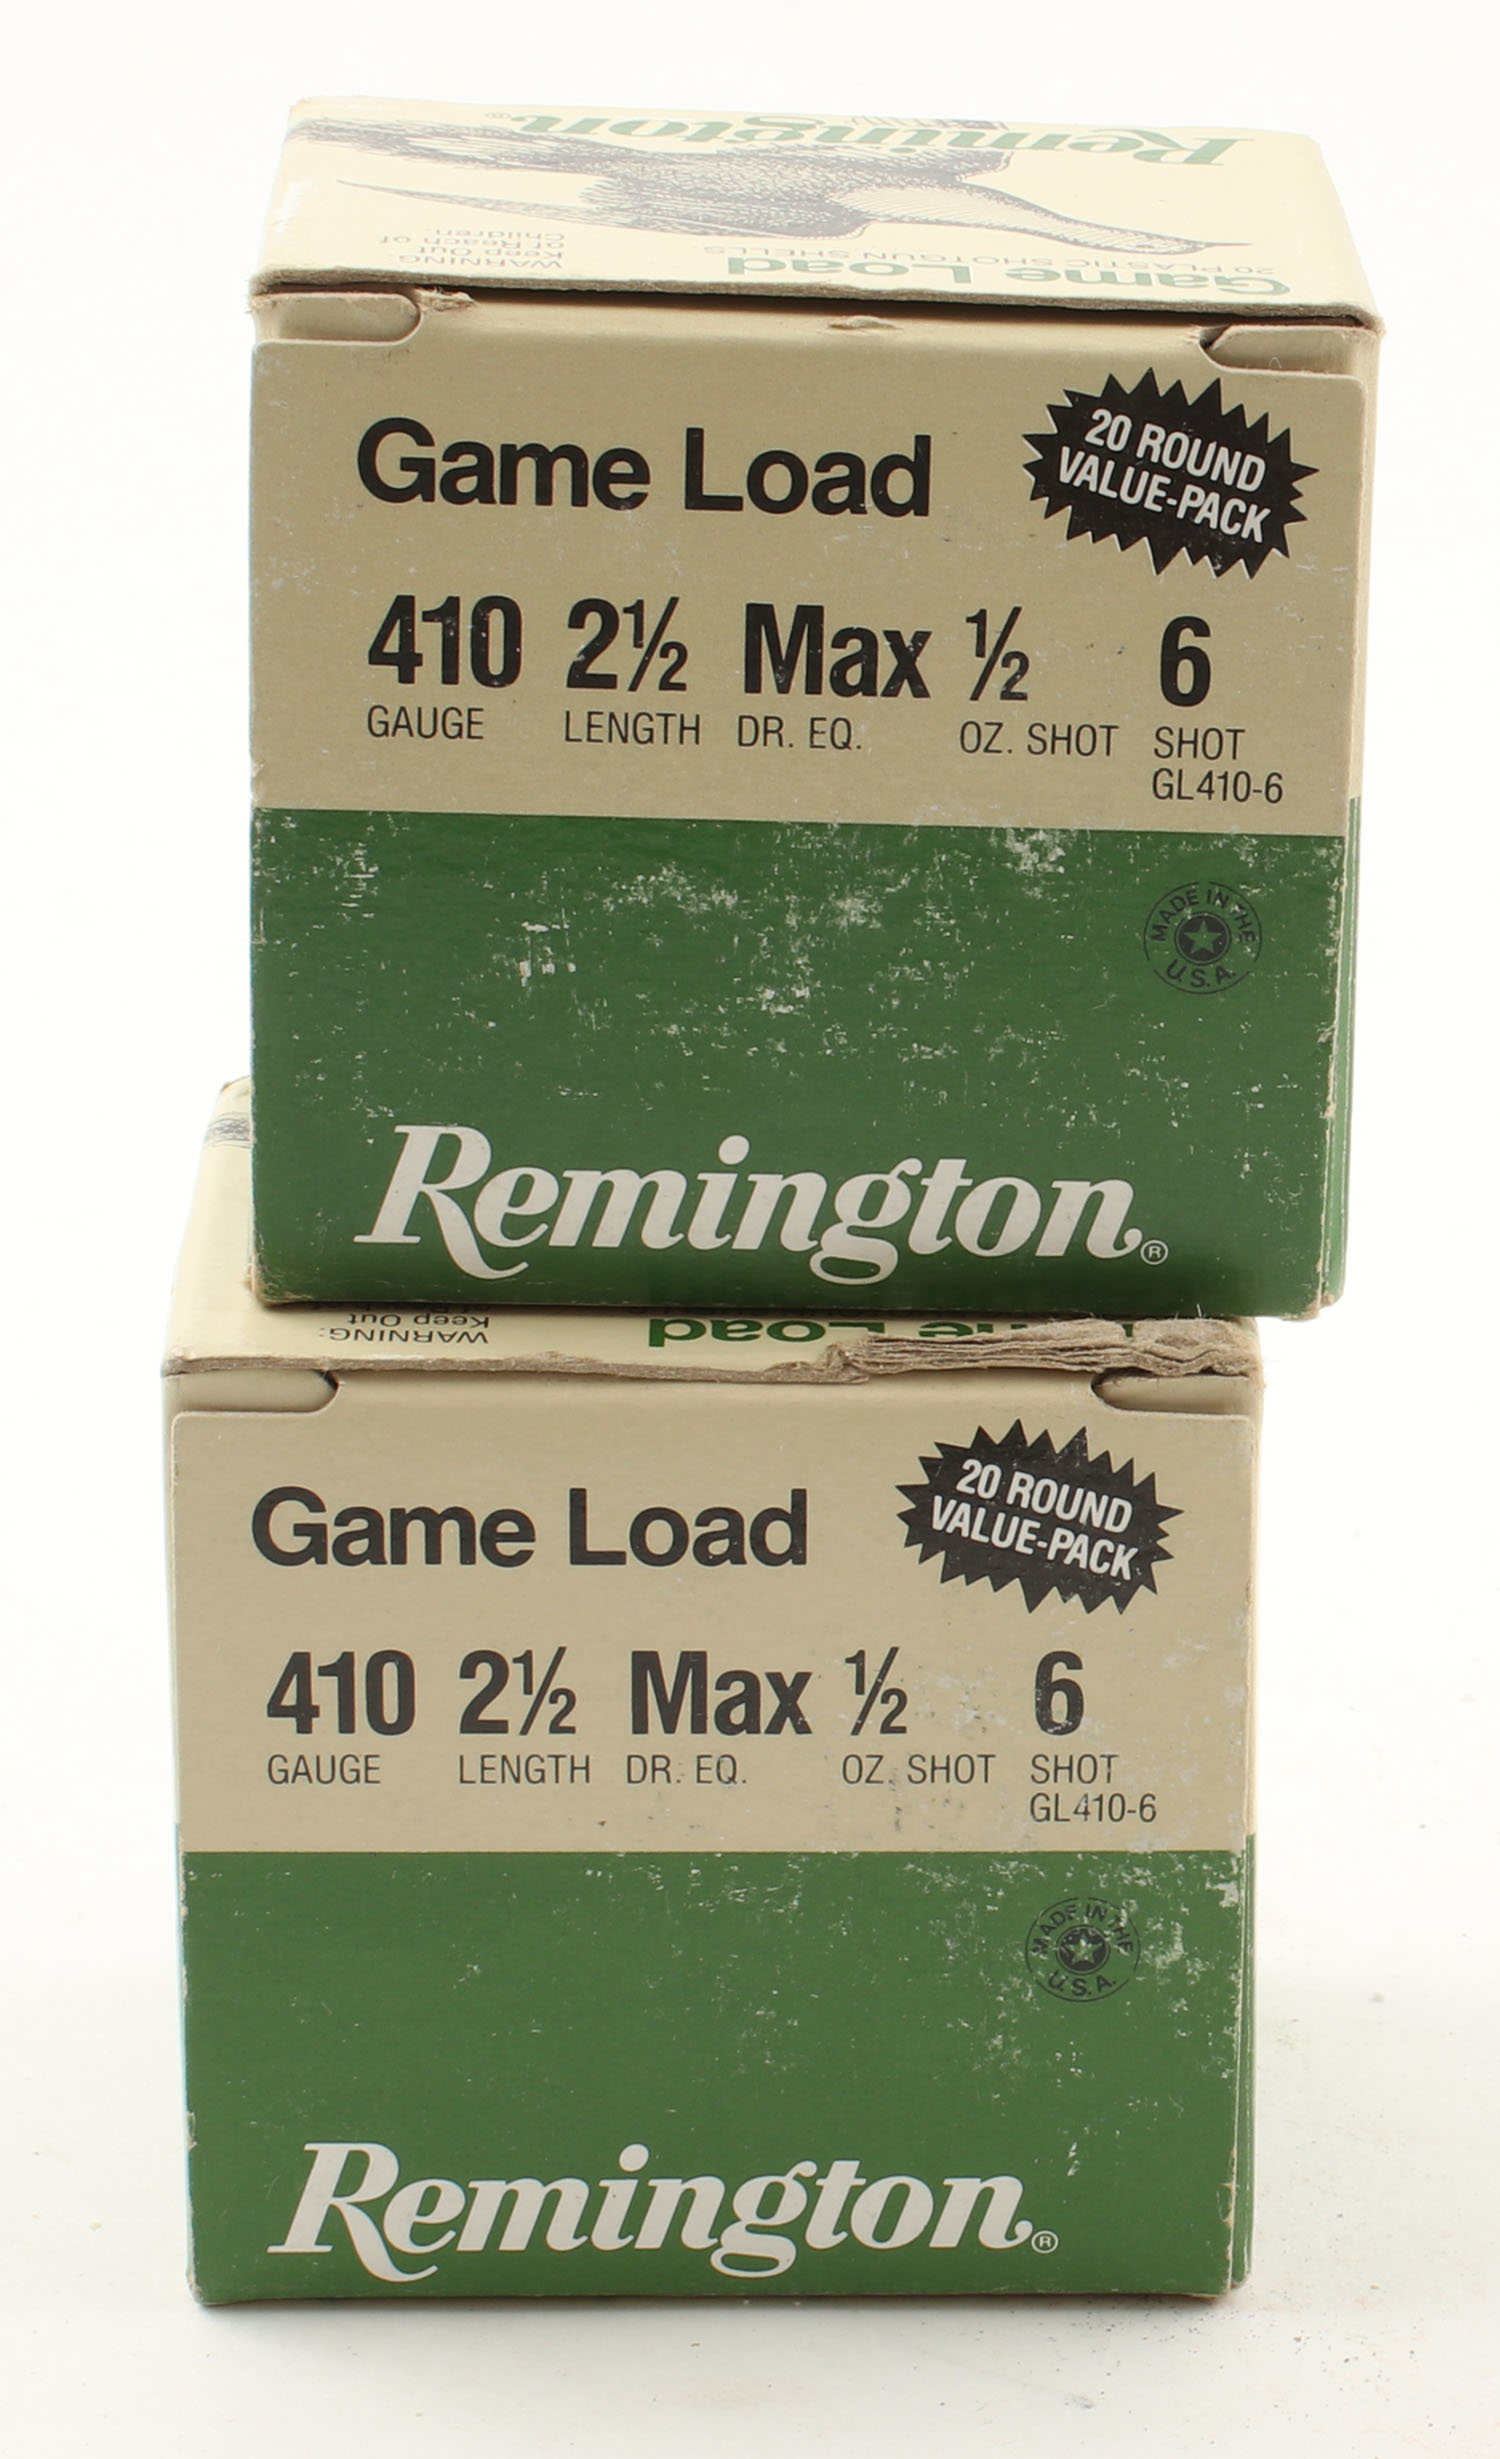 Remington®
Game Load
20 PLASTIC SHOTGUN SHELLS.
WARNING
Keep Out
of Reach of
Children.
Game Load
20 ROUND
VALUE-PACK
410 2½ Max ½ 6
GAUGE LENGTH DR. EQ. OZ. SHOT SHOT
GL410-6
MADE IN THE
U.S.A.
Remington®
WARNING:
Keep Out
Load
Game Load
20 ROUND
VALUE-PACK
410 2½ Max ½ 6
GAUGE LENGTH DR. EQ. OZ. SHOT SHOT
GL410-6
MADE IN THE
U.S.A.
Remington®